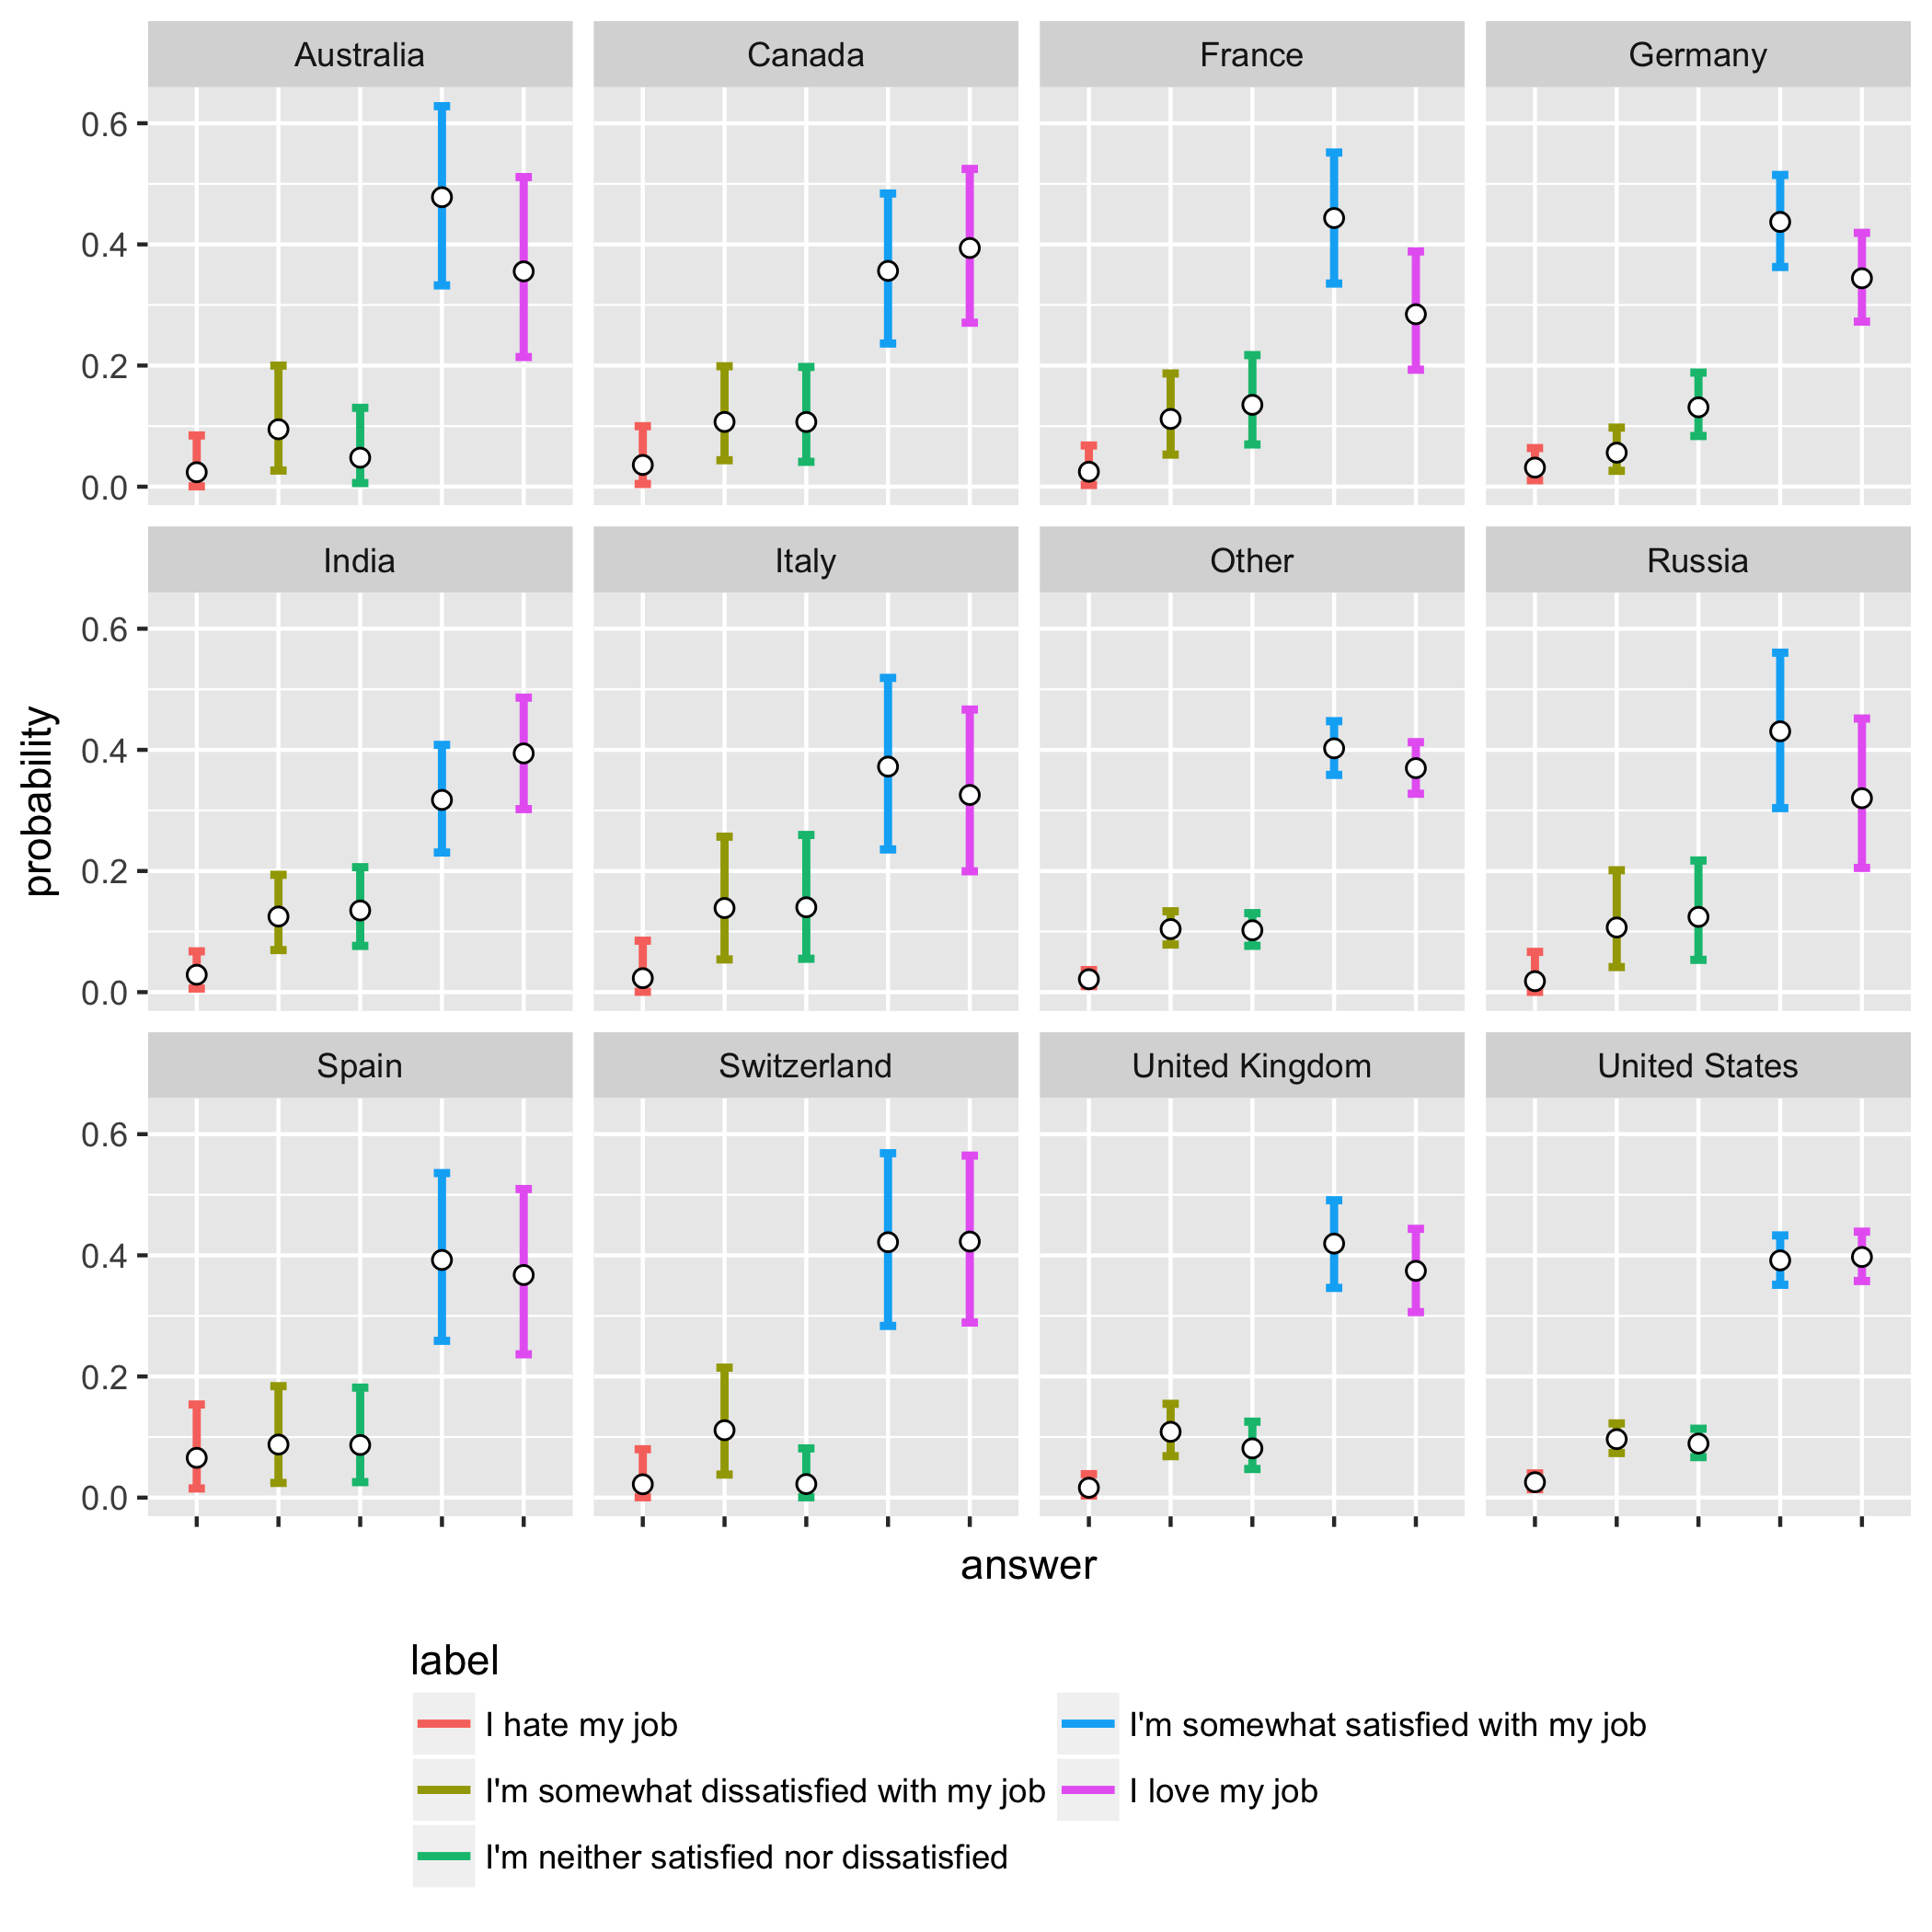 Australia Canada France Germany
0.6
0.4
0.2
0.0
India Italy Other Russia
0.6
0.4
0.2
0.0
probability
Spain Switzerland United Kingdom United States
0.6
0.4
0.2
0.0
answer
label
I hate my job I'm somewhat satisfied with my job
I'm somewhat dissatisfied with my job I love my job
I'm neither satisfied nor dissatisfied